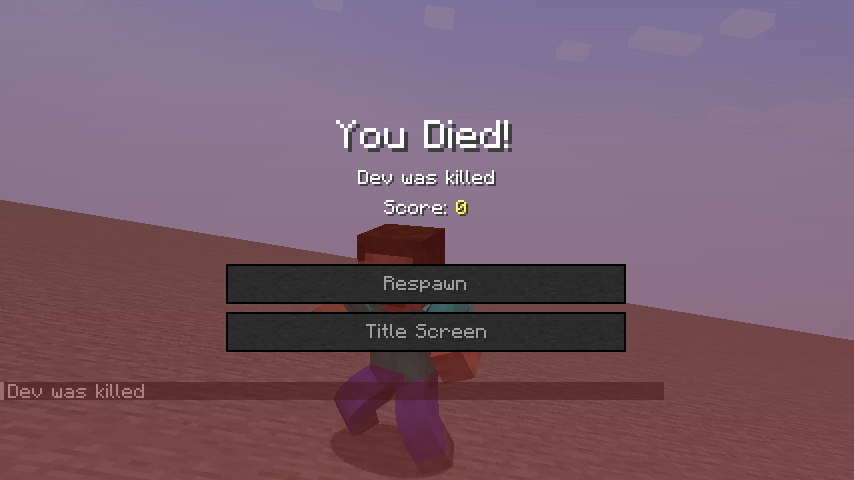 You Died!
Dev was killed
Score: 0
Respawn
Title Screen
Dev was killed